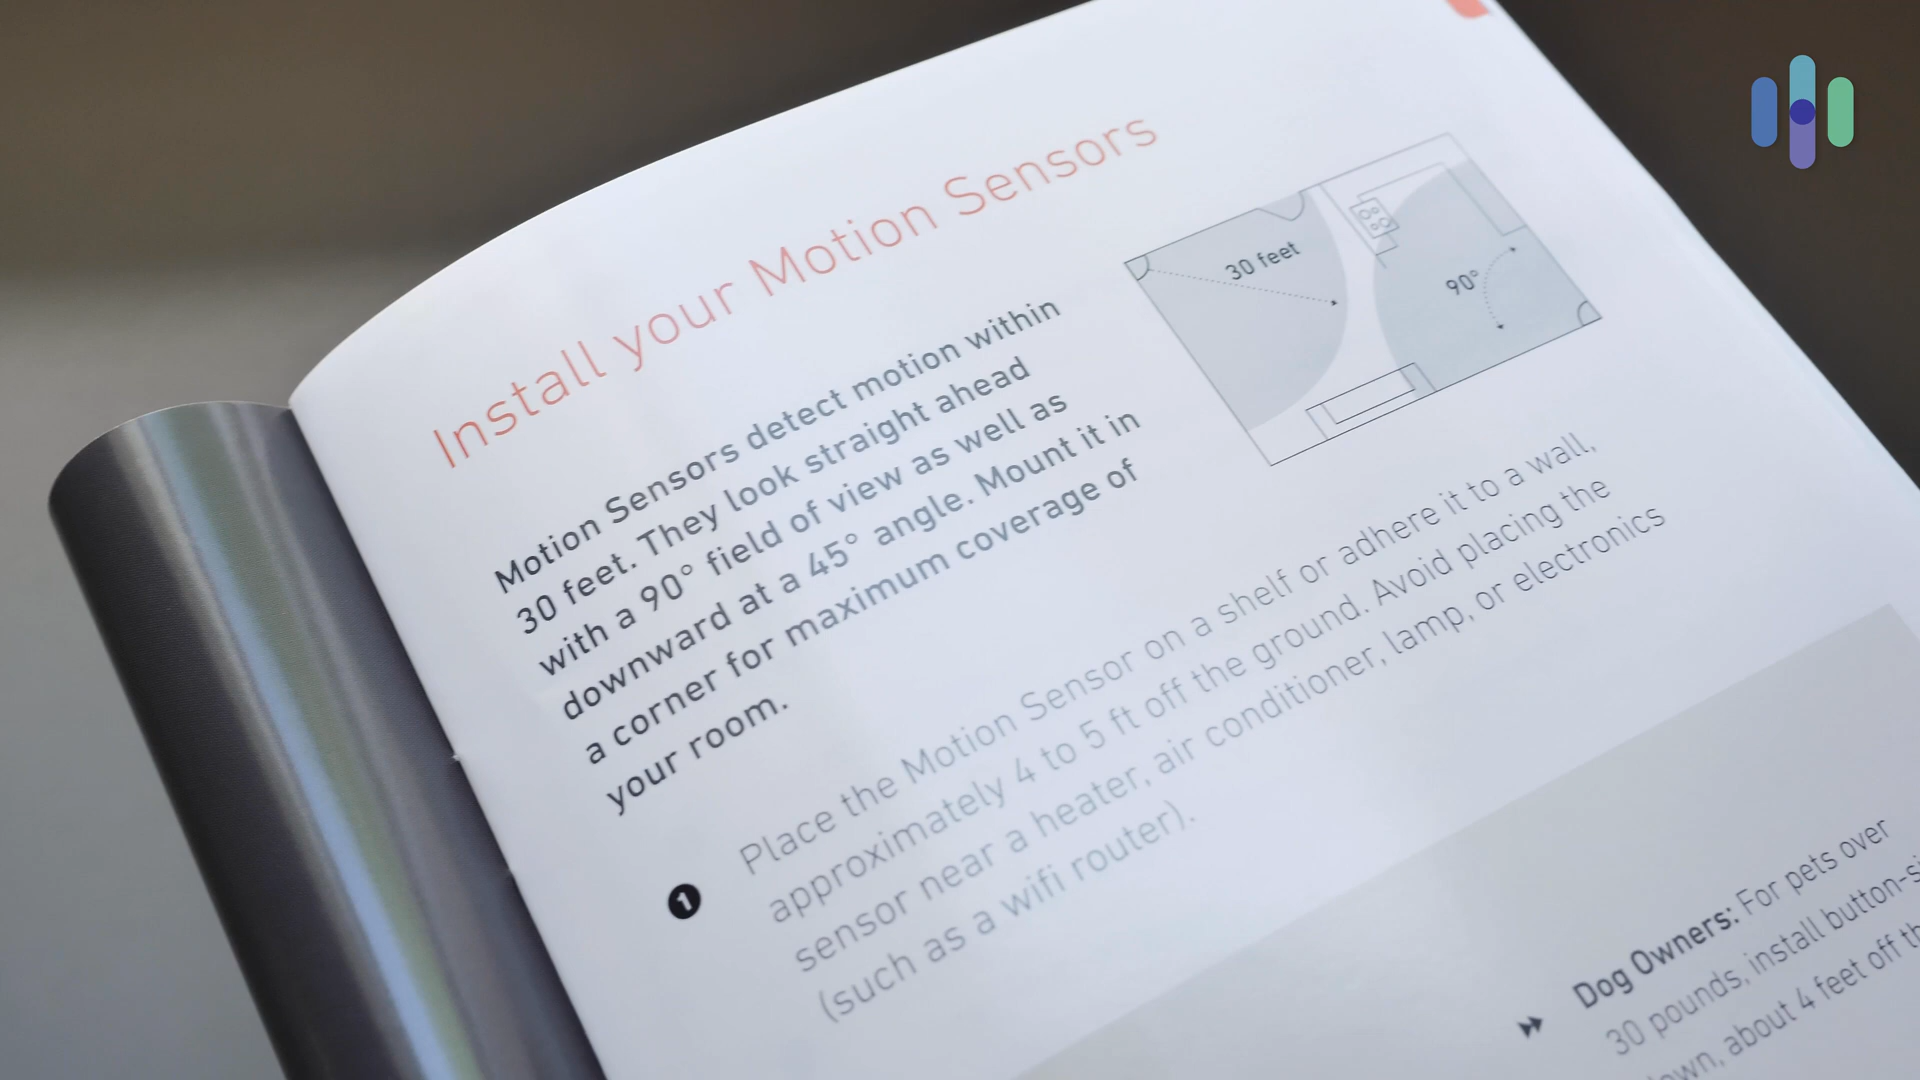 Install your Motion Sensors
Motion Sensors detect motion within
30 feet. They look straight ahead
with a 90° field of view as well as
downward at a 45° angle. Mount it in
a corner for maximum coverage of
your room.
30 feet
90°
1
Place the Motion Sensor on a shelf or adhere it to a wall,
approximately 4 to 5 ft off the ground. Avoid placing the
sensor near a heater, air conditioner, lamp, or electronics
(such as a wifi router).
Dog Owners: For pets over
30 pounds, install
about 4 feet off